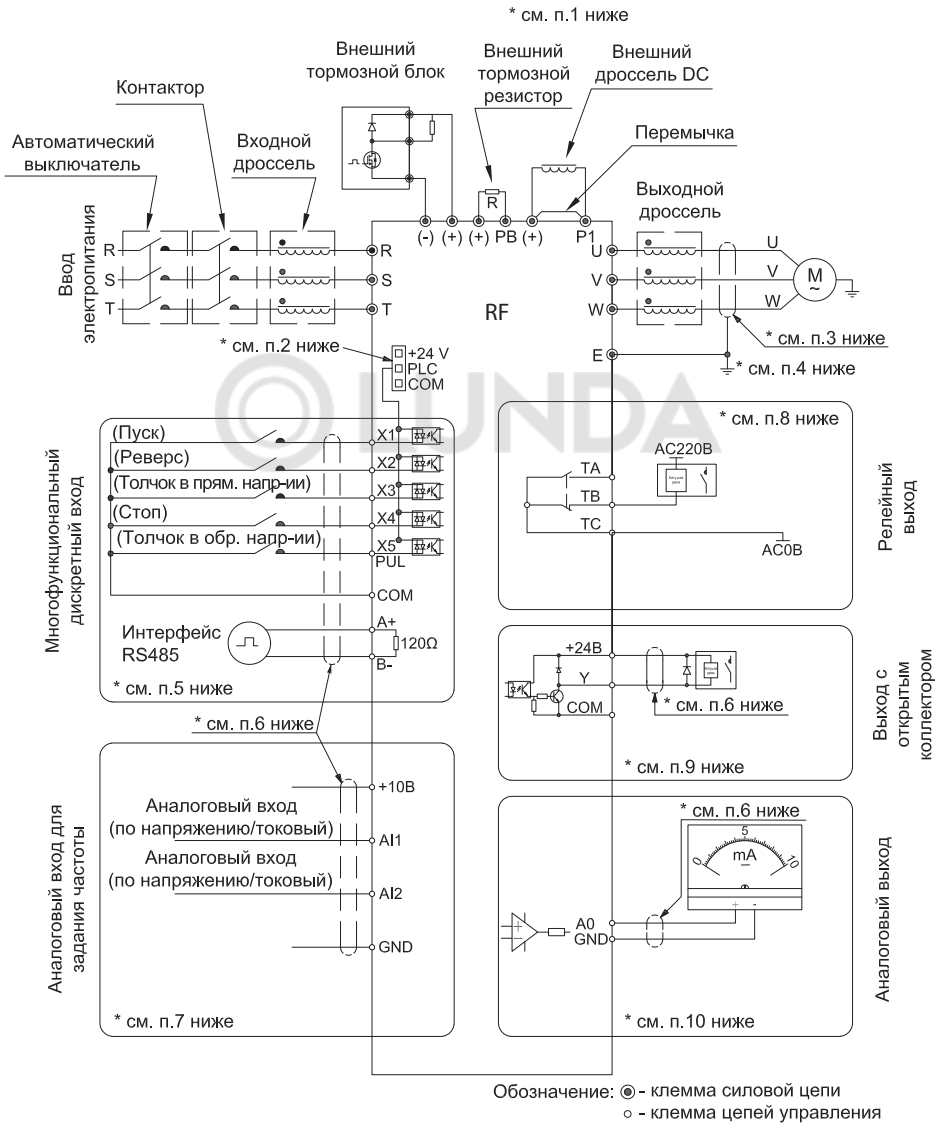 * см. п.1 ниже
Внешний
тормозной блок
Внешний
тормозной
резистор
Внешний
дроссель DC
Контактор
Перемычка
Автоматический
выключатель
Входной
дроссель
Выходной
дроссель
R
(-) (+) (+) PB (+) P1
Ввод
электропитания
R
S
T
R
S
T
RF
U
V
W
E
U
V
W
M
~
* см. п.2 ниже
* см. п.3 ниже
* см. п.4 ниже
+24 V
PLC
COM
LUNDA
Многофункциональный
дискретный вход
(Пуск)
(Реверс)
(Толчок в прям. напр-ии)
(Стоп)
(Толчок в обр. напр-ии)
X1
X2
X3
X4
X5
PUL
COM
A+
120Ω
B-
Интерфейс
RS485
* см. п.5 ниже
* см. п.6 ниже
* см. п.8 ниже
AC220В
TA
TB
TC
AC0В
Релейный
выход
+24В
Y
COM
* см. п.6 ниже
* см. п.9 ниже
Выход с
открытым
коллектором
Аналоговый вход для
задания частоты
+10В
Аналоговый вход
(по напряжению/токовый)
AI1
Аналоговый вход
(по напряжению/токовый)
AI2
GND
* см. п.7 ниже
* см. п.6 ниже
0 5 10
mA
+ -
A0
GND
* см. п.10 ниже
Аналоговый выход
Обозначение: - клемма силовой цепи
- клемма цепей управления